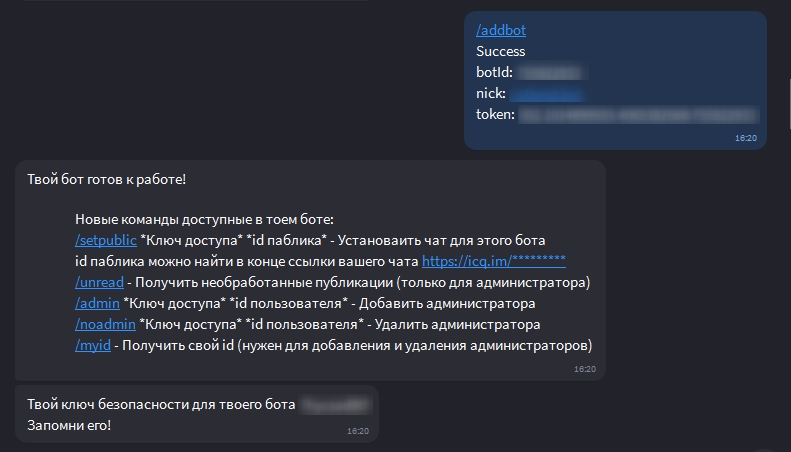 /addbot
Success
botId:
nick:
token:
16:20
Твой бот готов к работе!
Новые команды доступные в тоем боте:
/setpublic *Ключ доступа* *id паблика* - Установаить чат для этого бота
id паблика можно найти в конце ссылки вашего чата https://icq.im/*********
/unread - Получить необработанные публикации (только для администратора)
/admin *Ключ доступа* *id пользователя* - Добавить администратора
/noadmin *Ключ доступа* *id пользователя* - Удалить администратора
/myid - Получить свой id (нужен для добавления и удаления администраторов)
16:20
Твой ключ безопасности для твоего бота
Запомни его!
16:20